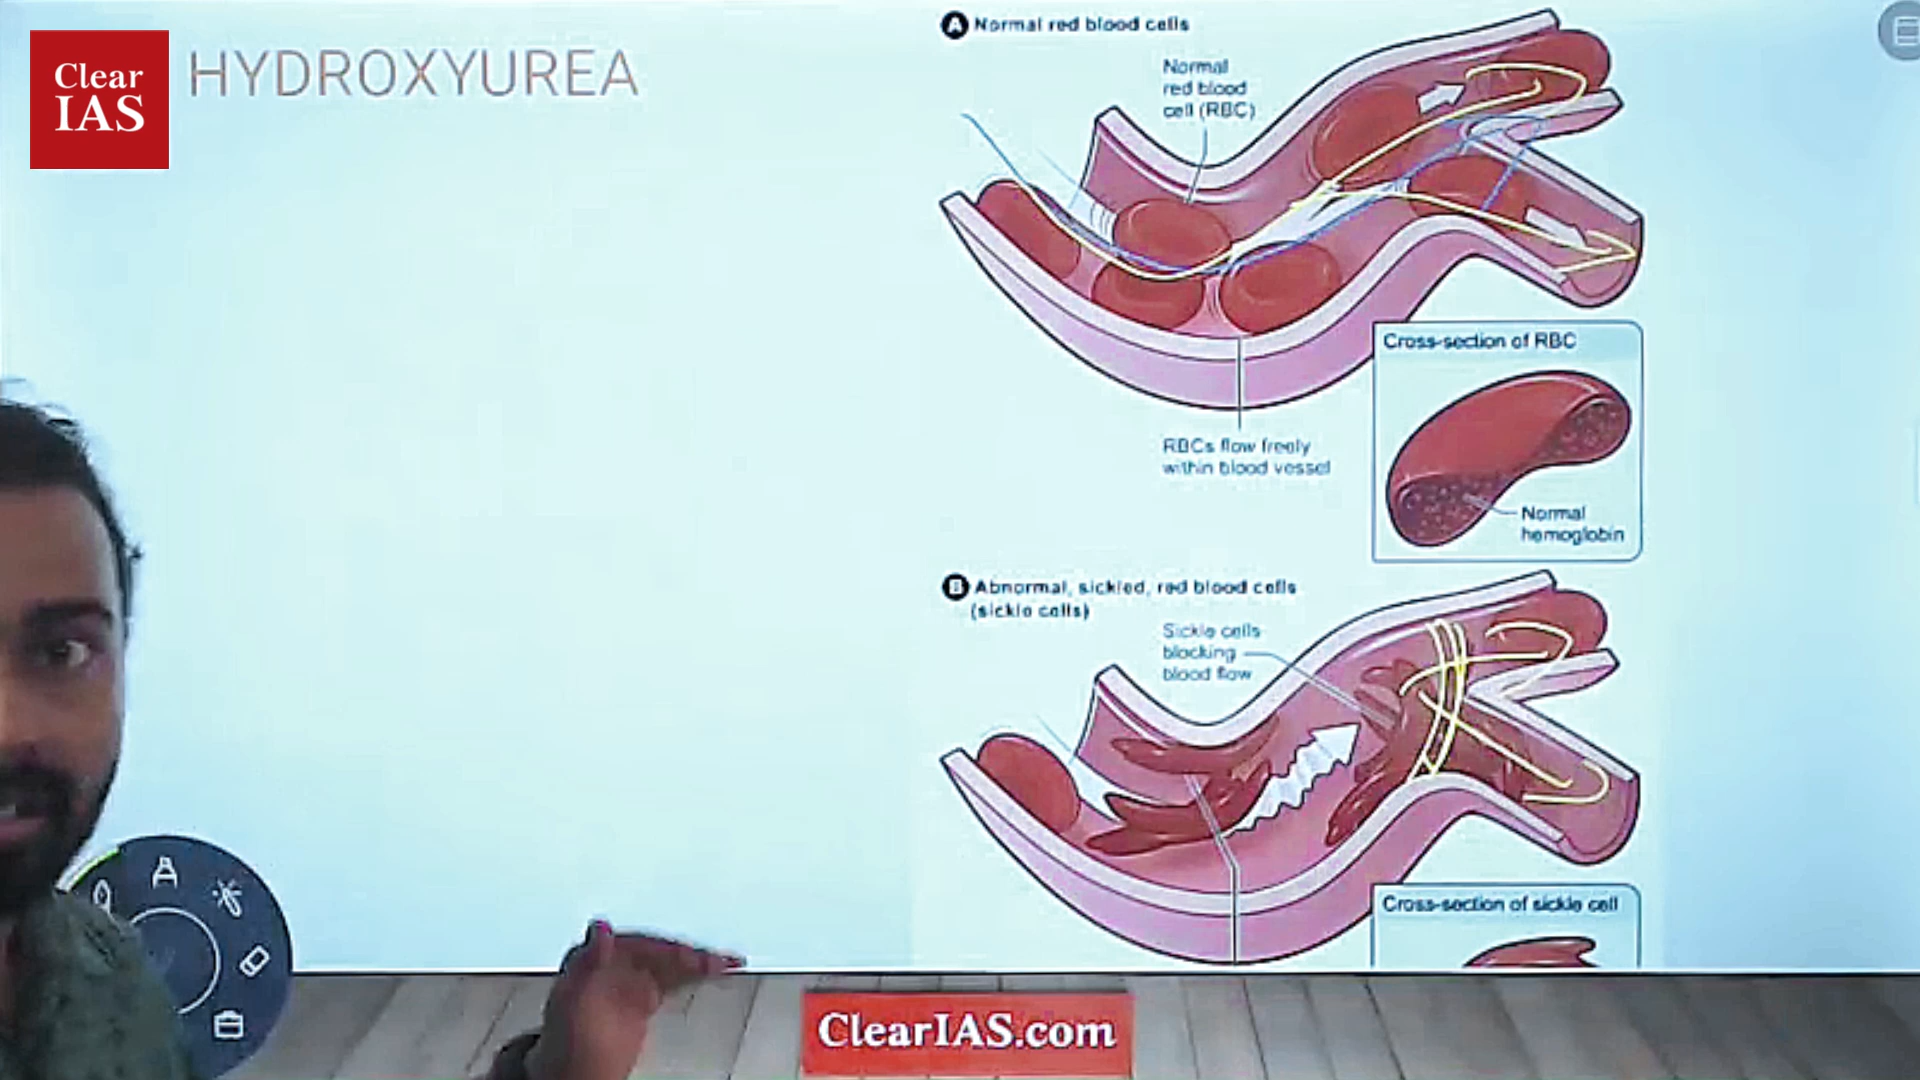 Clear
IAS
HYDROXYUREA
A Normal red blood cells
Normal
red blood
cell (RBC)
Cross-section of RBC
RBCs flow freely
within blood vessel
Normal
hemoglobin
B Abnormal, sickled, red blood cells
(sickle cells)
Sickle cells
blocking
blood flow
Cross-section of sickle cell
ClearIAS.com